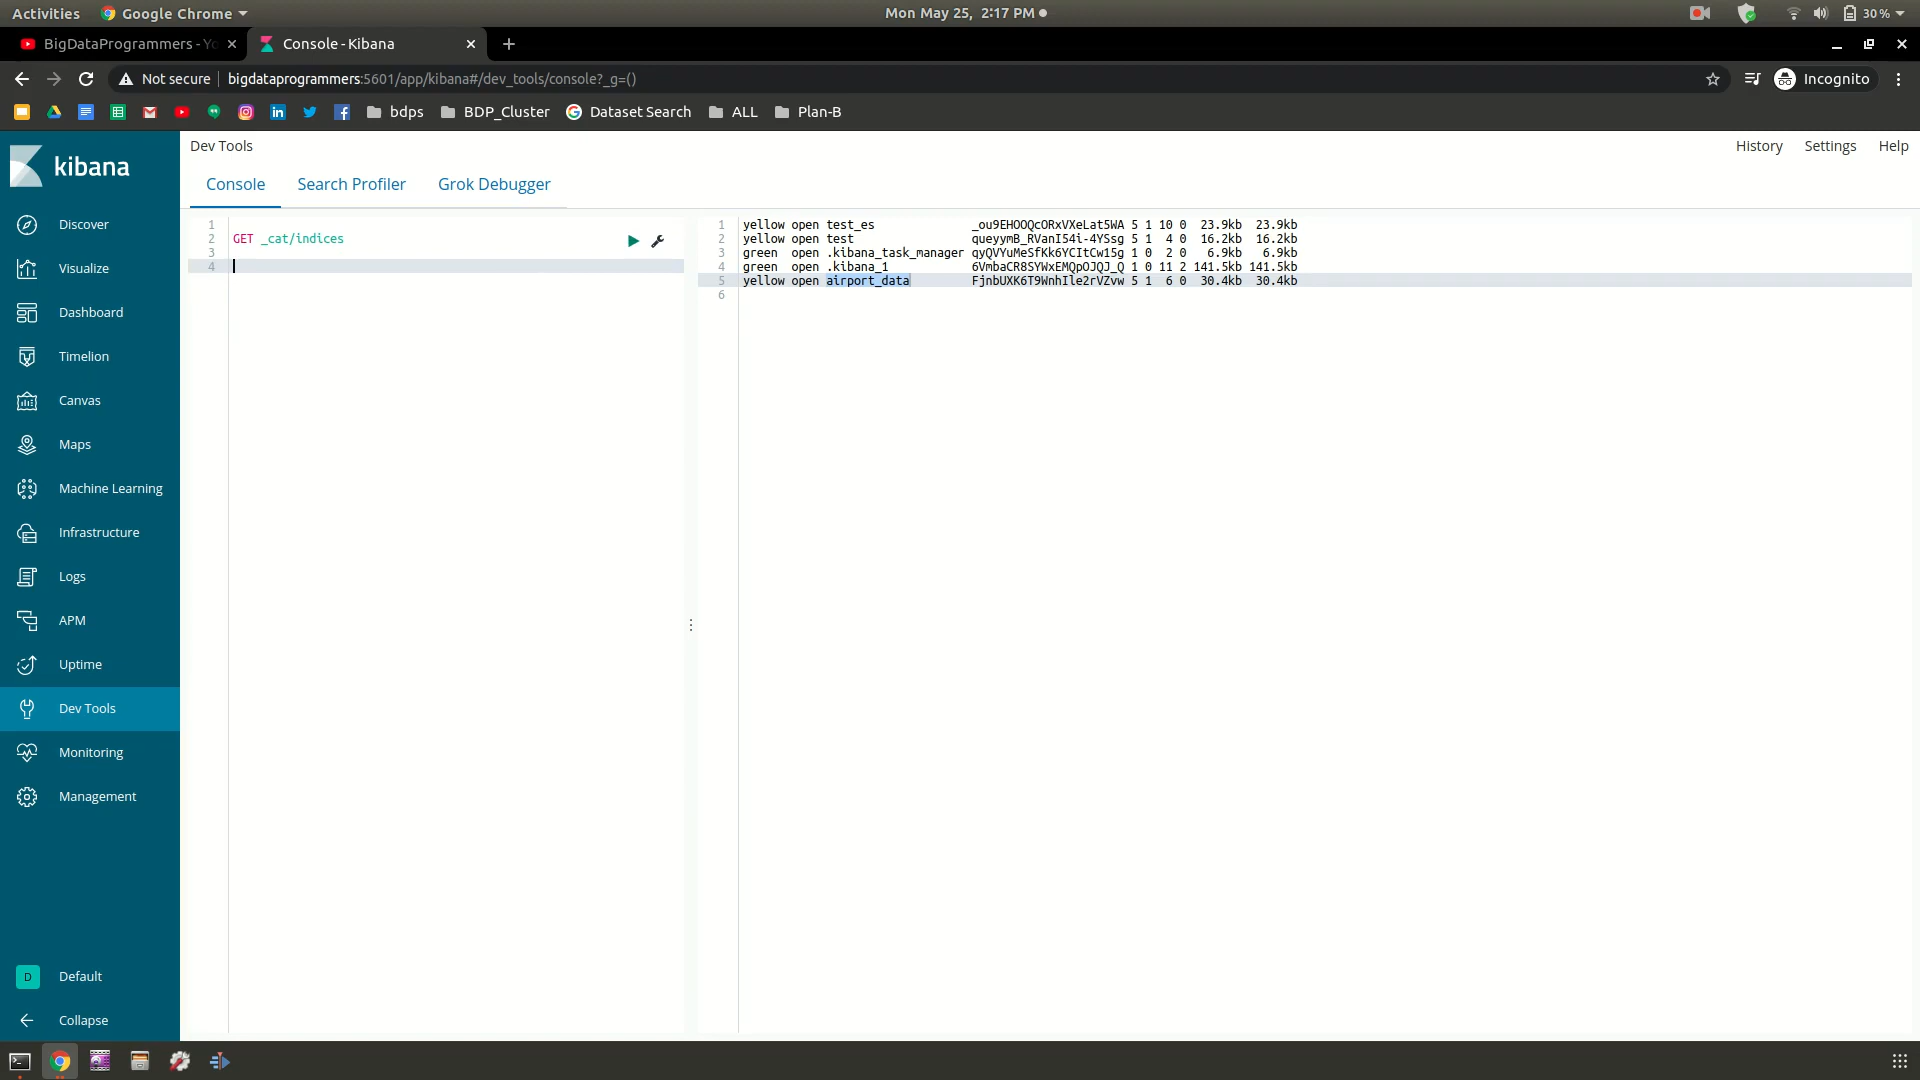 Activities Google Chrome Mon May 25, 2:17 PM 30 %
BigDataProgrammers - Yo Console - Kibana
Not secure bigdataprogrammers:5601/app/kibana#/dev_tools/console?_g=() Incognito
bdps BDP_Cluster Dataset Search ALL Plan-B
kibana
Discover
Visualize
Dashboard
Timelion
Canvas
Maps
Machine Learning
Infrastructure
Logs
APM
Uptime
Dev Tools
Monitoring
Management
D Default
Collapse
Dev Tools History Settings Help
Console Search Profiler Grok Debugger
1
2 GET _cat/indices
3
4
1 yellow open test_es _ou9EHOOQcORxVXeLat5WA 5 1 10 0 23.9kb 23.9kb
2 yellow open test queyymB_RVanI54i-4YSsg 5 1 4 0 16.2kb 16.2kb
3 green open .kibana_task_manager qyQVYuMeSfKk6YCItCw15g 1 0 2 0 6.9kb 6.9kb
4 green open .kibana_1 6VmbaCR8SYWxEMQpOJQJ_Q 1 0 11 2 141.5kb 141.5kb
5 yellow open airport_data FjnbUXK6T9WnhIle2rVZvw 5 1 6 0 30.4kb 30.4kb
6